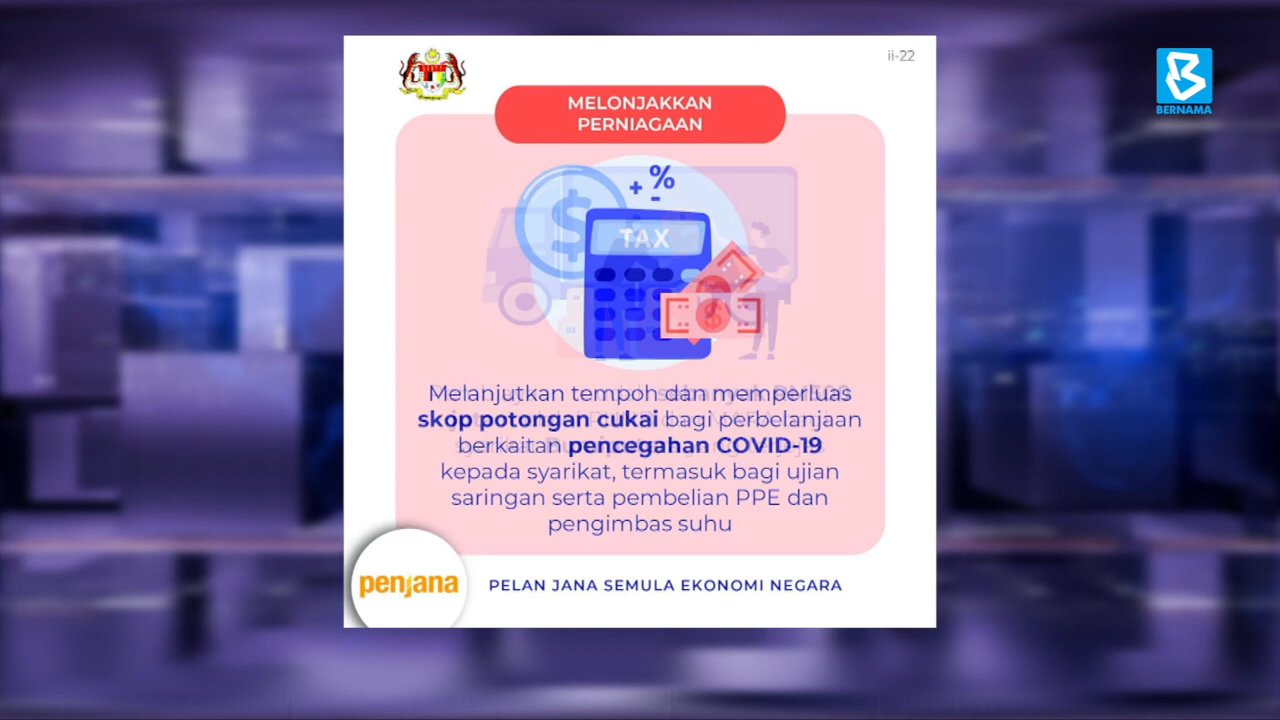 ii-22
BERNAMA
MELONJAKKAN
PERNIAGAAN
%
+
-
TAX
$
$
Melanjutkan tempoh dan memperluas
skop potongan cukai bagi perbelanjaan
berkaitan pencegahan COVID-19
kepada syarikat, termasuk bagi ujian
saringan serta pembelian PPE dan
pengimbas suhu
penjana
PELAN JANA SEMULA EKONOMI NEGARA